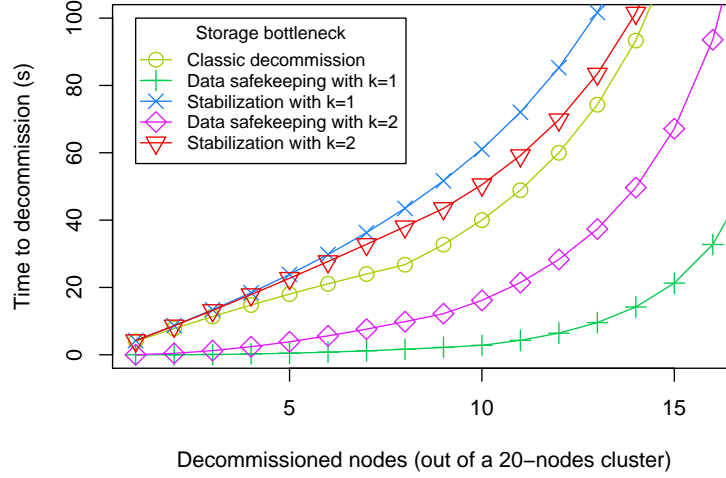 Storage bottleneck
Classic decommission
Data safekeeping with k=1
Stabilization with k=1
Data safekeeping with k=2
Stabilization with k=2
Time to decommission (s)
100
80
60
40
20
0
5
10
15
Decommissioned nodes (out of a 20−nodes cluster)